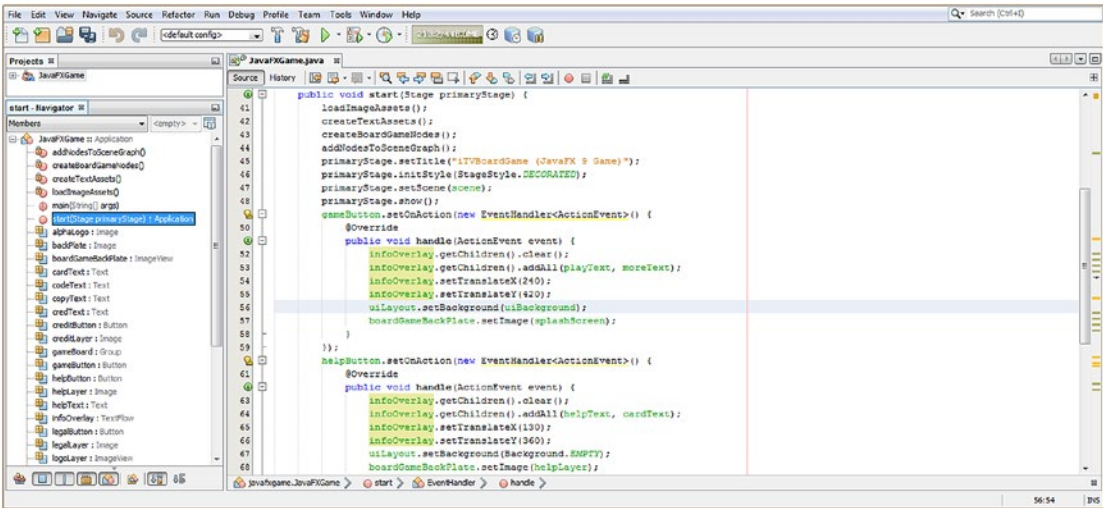 File Edit View Navigate Source Refactor Run Debug Profile Team Tools Window Help
Search (Ctrl+I)
<default config>
Projects
JavaFXGame
start - Navigator
Members <empty>
JavaFXGame :: Application
addNodesToSceneGraph()
createBoardGameNodes()
createTextAssets()
loadImageAssets()
main(String[] args)
start(Stage primaryStage) ↑ Application
alphaLogo : Image
backPlate : Image
boardGameBackPlate : ImageView
cardText : Text
codeText : Text
copyText : Text
credText : Text
creditButton : Button
creditLayer : Image
gameBoard : Group
gameButton : Button
helpButton : Button
helpLayer : Image
helpText : Text
infoOverlay : TextFlow
legalButton : Button
legalLayer : Image
logoLayer : ImageView
JavaFXGame.java
Source History
public void start(Stage primaryStage) {
41 loadImageAssets();
42 createTextAssets();
43 createBoardGameNodes();
44 addNodesToSceneGraph();
45 primaryStage.setTitle("iTVBoardGame (JavaFX 9 Game)");
46 primaryStage.initStyle(StageStyle.DECORATED);
47 primaryStage.setScene(scene);
48 primaryStage.show();
gameButton.setOnAction(new EventHandler<ActionEvent>() {
50 @Override
public void handle(ActionEvent event) {
52 infoOverlay.getChildren().clear();
53 infoOverlay.getChildren().addAll(playText, moreText);
54 infoOverlay.setTranslateX(240);
55 infoOverlay.setTranslateY(420);
56 uiLayout.setBackground(uiBackground);
57 boardGameBackPlate.setImage(splashScreen);
58 }
59 });
helpButton.setOnAction(new EventHandler<ActionEvent>() {
61 @Override
public void handle(ActionEvent event) {
63 infoOverlay.getChildren().clear();
64 infoOverlay.getChildren().addAll(helpText, cardText);
65 infoOverlay.setTranslateX(130);
66 infoOverlay.setTranslateY(360);
67 uiLayout.setBackground(Background.EMPTY);
68 boardGameBackPlate.setImage(helpLayer);
javafxgame.JavaFXGame start EventHandler handle
56:54 INS